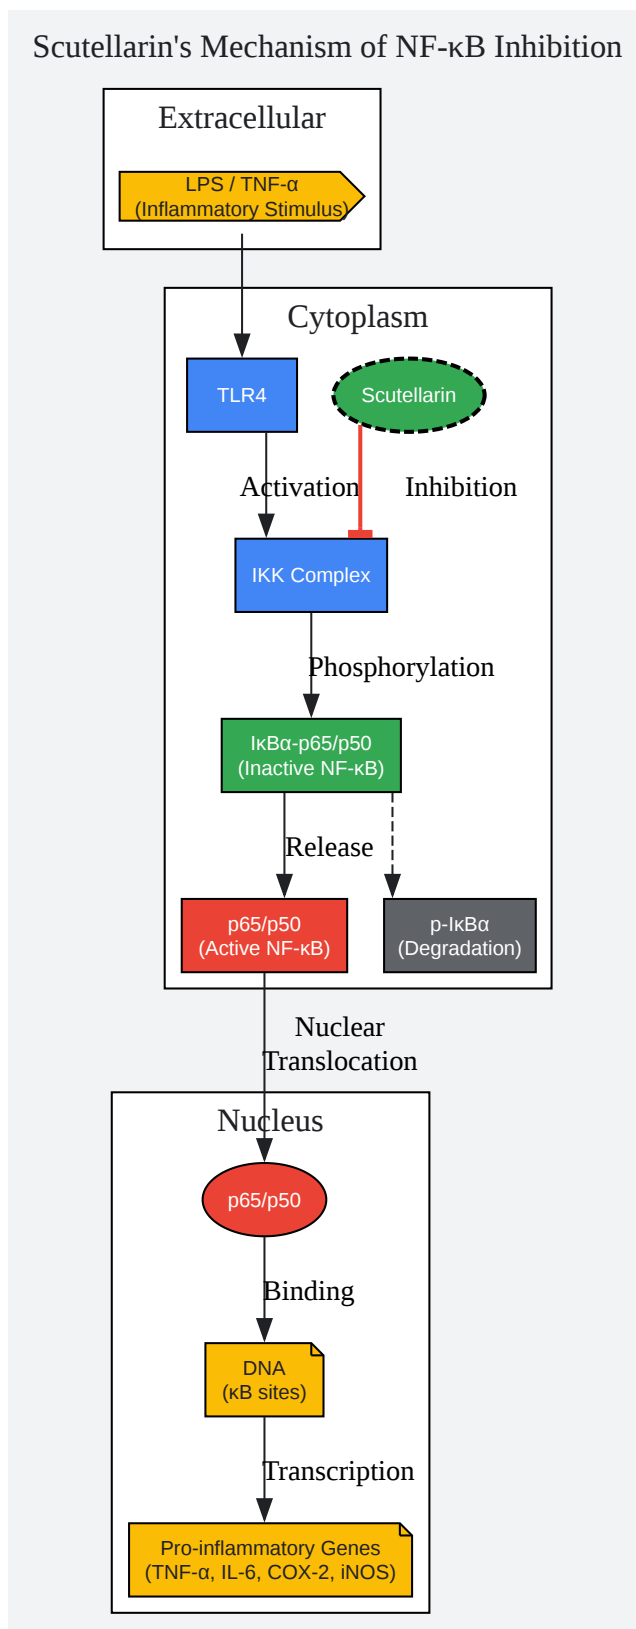 Scutellarin's Mechanism of NF-κB Inhibition
Extracellular
LPS / TNF-α
(Inflammatory Stimulus)
Cytoplasm
TLR4
Scutellarin
Activation
Inhibition
IKK Complex
Phosphorylation
IκBα-p65/p50
(Inactive NF-κB)
Release
p65/p50
(Active NF-κB)
p-IκBα
(Degradation)
Nuclear
Translocation
Nucleus
p65/p50
Binding
DNA
(κB sites)
Transcription
Pro-inflammatory Genes
(TNF-α, IL-6, COX-2, iNOS)